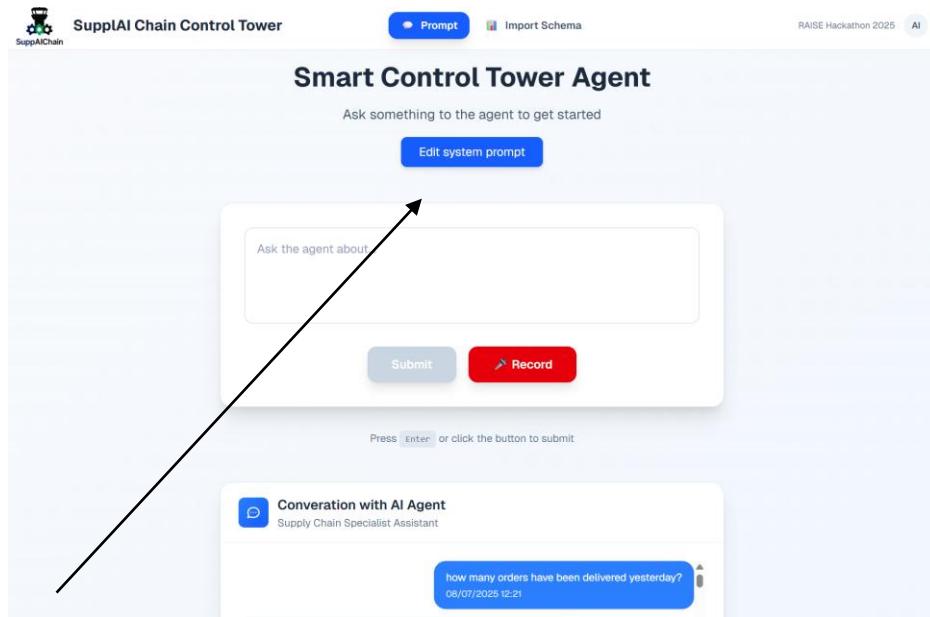 SupplAI Chain Control Tower
Prompt
Import Schema
RAISE Hackathon 2025
AI
SuppAIChain
Smart Control Tower Agent
Ask something to the agent to get started
Edit system prompt
Ask the agent about
Submit
Record
Press Enter or click the button to submit
Converation with AI Agent
Supply Chain Specialist Assistant
how many orders have been delivered yesterday?
08/07/2025 12:21